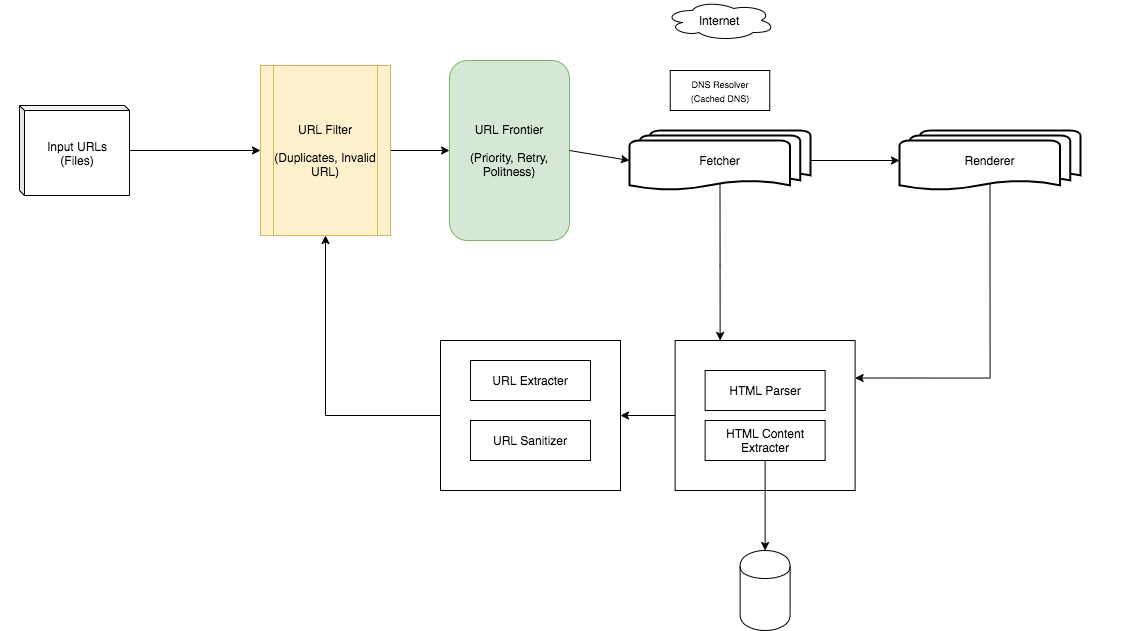 Internet
DNS Resolver
(Cached DNS)
Input URLs
(Files)
URL Filter
(Duplicates, Invalid
URL)
URL Frontier
(Priority, Retry,
Politness)
Fetcher
Renderer
URL Extracter
URL Sanitizer
HTML Parser
HTML Content
Extracter